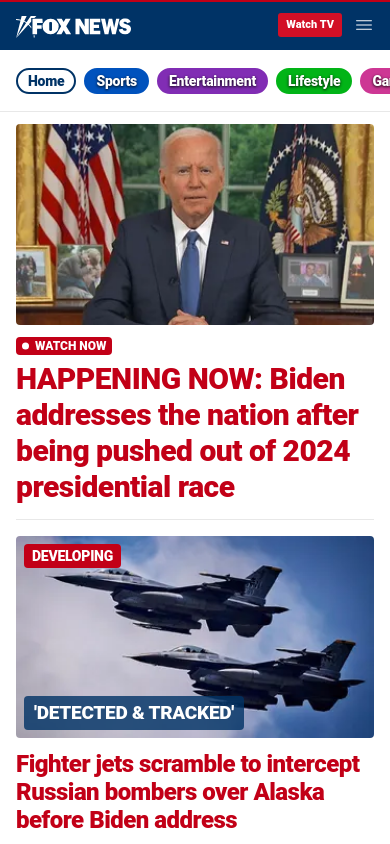 FOX NEWS
Watch TV
Home Sports Entertainment Lifestyle
WATCH NOW
HAPPENING NOW: Biden
addresses the nation after
being pushed out of 2024
presidential race
DEVELOPING
'DETECTED & TRACKED'
Fighter jets scramble to intercept
Russian bombers over Alaska
before Biden address